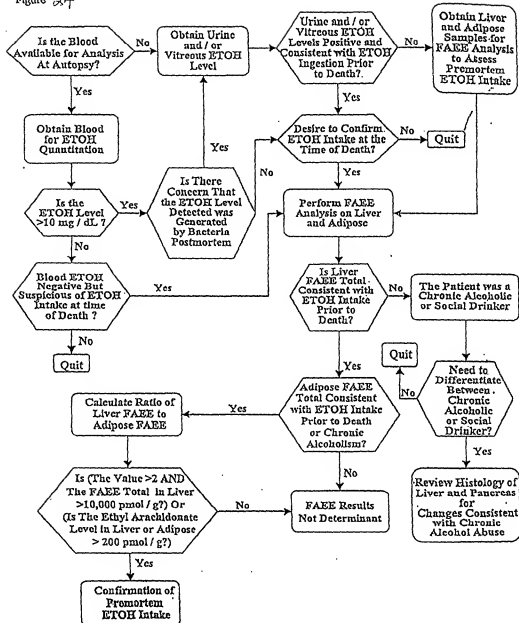 Figure 24
Is the Blood
Available for Analysis
At Autopsy?
No
Obtain Urine
and / or
Vitreous ETOH
Level
Urine and / or
Vitreous ETOH
Levels Positive and
Consistent with ETOH
Ingestion Prior
to Death?
No
Obtain Liver
and Adipose
Samples for
FAEE Analysis
to Assess
Premortem
ETOH Intake
Yes
Yes
Obtain Blood
for ETOH
Quantitation
Yes
Desire to Confirm
ETOH Intake at the
Time of Death?
No
Quit
Is the
ETOH Level
>10 mg / dL ?
Yes
Is There
Concern That
the ETOH Level
Detected was
Generated
by Bacteria
Postmortem
No
Yes
Perform FAEE
Analysis on Liver
and Adipose
No
Blood ETOH
Negative But
Suspicious of ETOH
Intake at time
of Death ?
Yes
No
Quit
Is Liver
FAEE Total
Consistent with
ETOH Intake
Prior to
Death?
No
The Patient was a
Chronic Alcoholic
or Social Drinker
Yes
Quit
No
Need to
Differentiate
Between
Chronic
Alcoholic
or Social
Drinker?
Yes
Adipose FAEE
Total Consistent
with ETOH Intake
Prior to Death
or Chronic
Alcoholism?
Yes
Calculate Ratio of
Liver FAEE to
Adipose FAEE
No
Review Histology of
Liver and Pancreas
for
Changes Consistent
with Chronic
Alcohol Abuse
Is (The Value >2 AND
The FAEE Total in Liver
>10,000 pmol / g?) Or
(Is The Ethyl Arachidonate
Level in Liver or Adipose
> 200 pmol / g?)
No
FAEE Results
Not Determinant
Yes
Confirmation of
Premortem
ETOH Intake